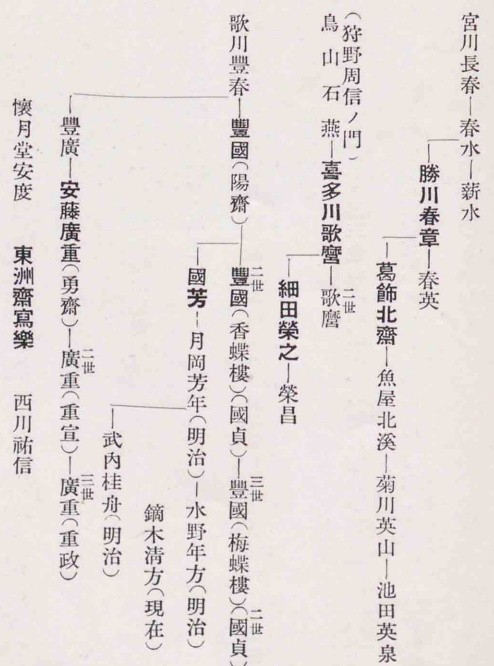 宮川長春―春水―薪水
勝川春章―春英
葛飾北齋―魚屋北溪―菊川英山―池田英泉
(狩野周信ノ門)
鳥山石燕―喜多川歌麿―二世歌麿
細田榮之―榮昌
歌川豐春―豐國(陽齋)―二世豐國(香蝶樓)(國貞)―三世豐國(梅蝶樓)(二世國貞)
國芳―月岡芳年(明治)―水野年方(明治)
鏑木清方(現在)
武內桂舟(明治)
豐廣―安藤廣重(勇齋)―二世廣重(重宣)―三世廣重(重政)
懷月堂安度　東洲齋寫樂　西川祐信